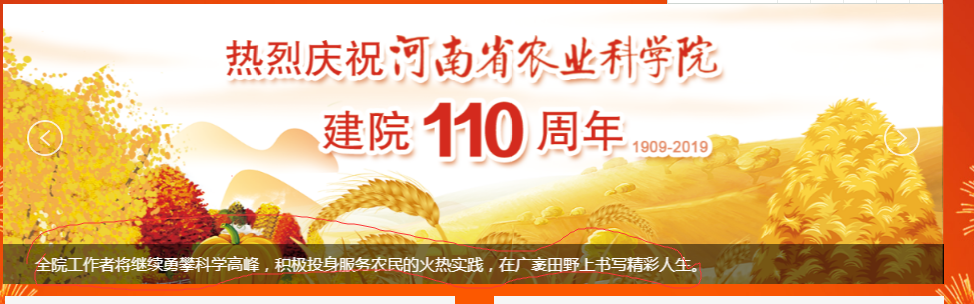 热烈庆祝河南省农业科学院
建院110周年 1909-2019
全院工作者将继续勇攀科学高峰，积极投身服务农民的火热实践，在广袤田野上书写精彩人生。